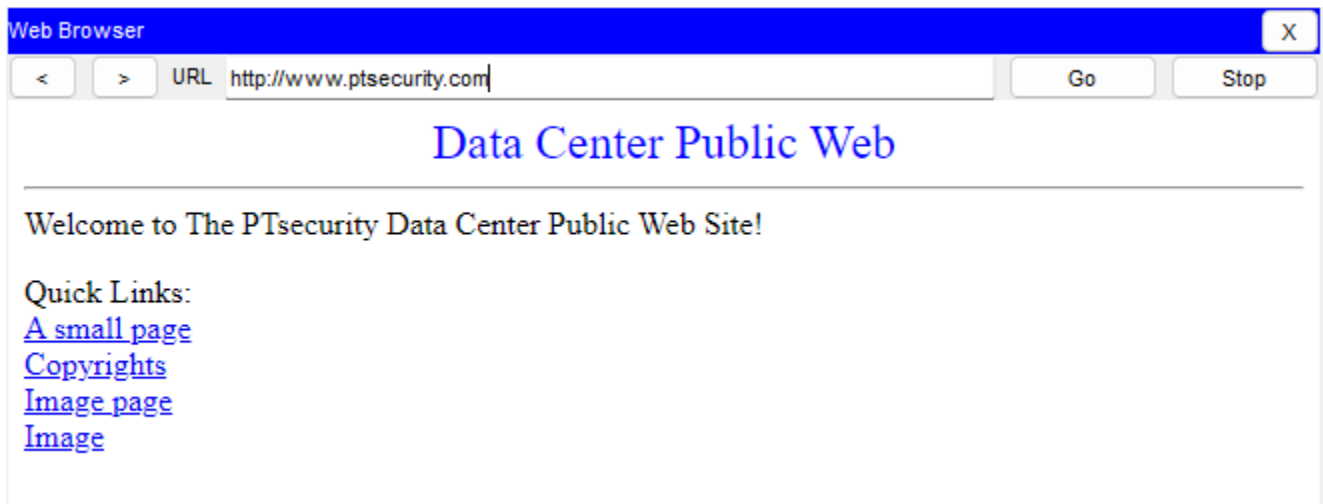 Web Browser X
< > URL http://www.ptsecurity.com Go Stop
Data Center Public Web
Welcome to The PTsecurity Data Center Public Web Site!
Quick Links:
A small page
Copyrights
Image page
Image